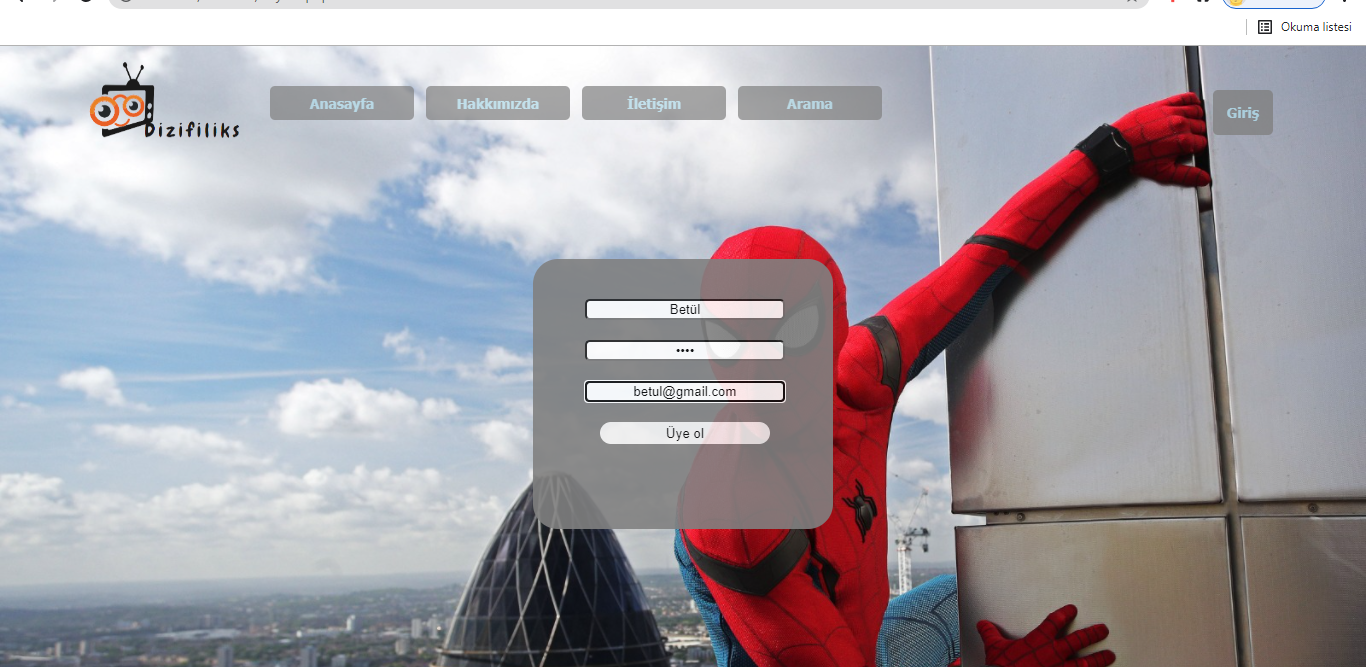 Okuma listesi
Dizifiliks
Anasayfa
Hakkımızda
İletişim
Arama
Giriş
Betül
••••
betul@gmail.com
Üye ol